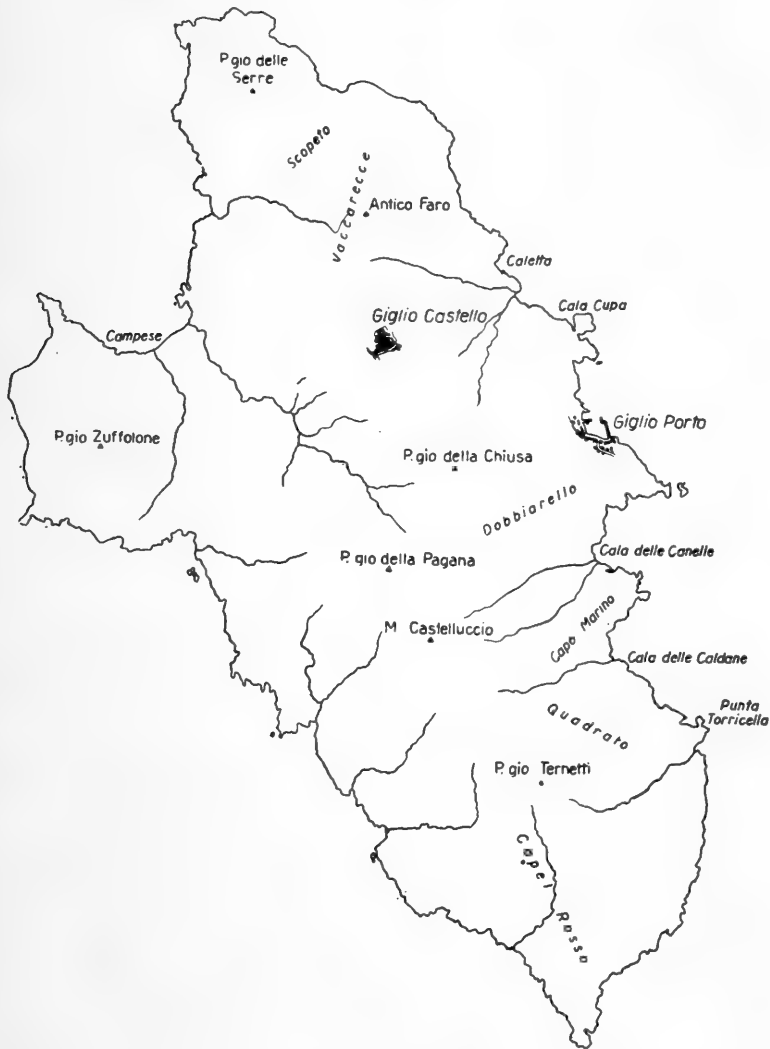 P.gio delle
Serre
Scopeto
Vaccarecce
Antico Faro
Caletta
Cala Cupa
Giglio Castello
Campese
Giglio Porto
P.gio Zuffolone
P.gio della Chiusa
Dobbiarello
Cala delle Canelle
P.gio della Pagana
M. Castelluccio
Capo Marino
Cala delle Caldane
Punta
Torricella
Quadrato
P.gio Ternetti
Capel Rosso